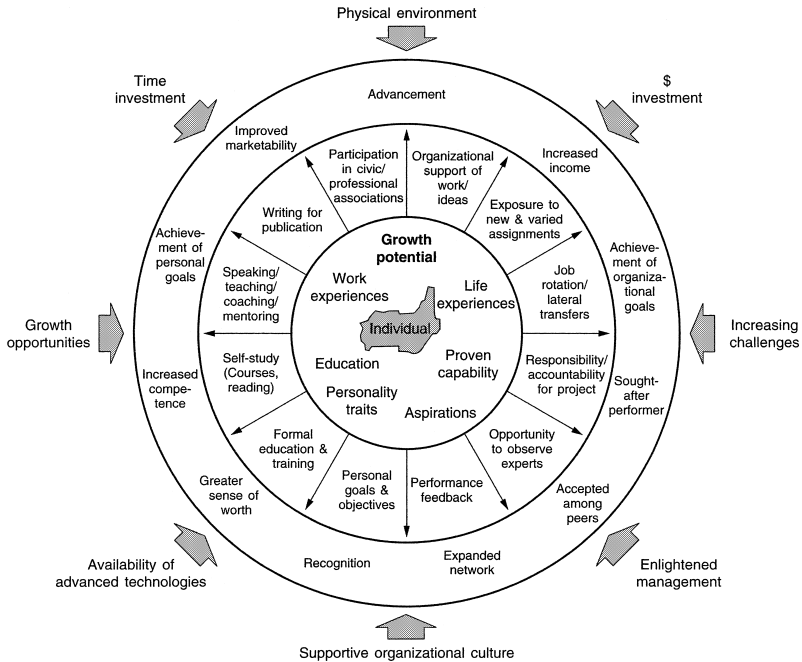 Physical environment
Time
investment
$
investment
Advancement
Improved
marketability
Increased
income
Participation
in civic/
professional
associations
Organizational
support of
work/
ideas
Writing for
publication
Exposure to
new & varied
assignments
Achieve-
ment of
personal
goals
Achieve-
ment of
organiza-
tional
goals
Growth
potential
Speaking/
teaching/
coaching/
mentoring
Job
rotation/
lateral
transfers
Work
experiences
Life
experiences
Individual
Growth
opportunities
Increasing
challenges
Self-study
(Courses,
reading)
Education
Proven
capability
Responsibility/
accountability
for project
Increased
compe-
tence
Sought-
after
performer
Personality
traits
Aspirations
Formal
education &
training
Opportunity
to observe
experts
Personal
goals &
objectives
Performance
feedback
Greater
sense of
worth
Accepted
among
peers
Recognition
Expanded
network
Availability of
advanced technologies
Enlightened
management
Supportive organizational culture